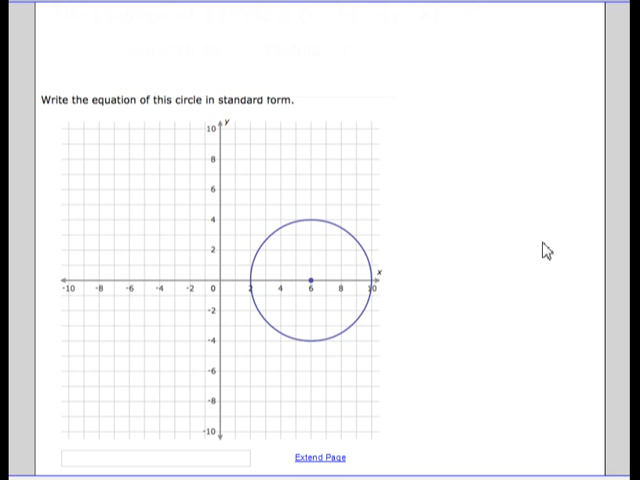 Write the equation of this circle in standard form.
y
10
8
6
4
2
x
-10 -8 -6 -4 -2 0 2 4 6 8 10
-2
-4
-6
-8
-10
Extend Page